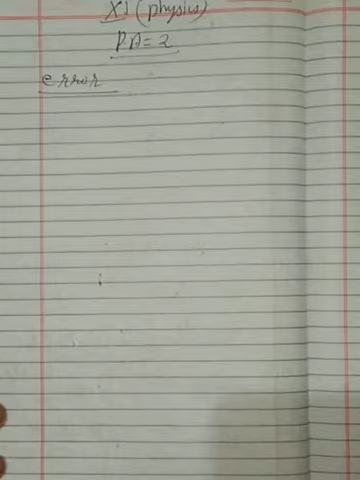 XI (physics)
PA = 2
error